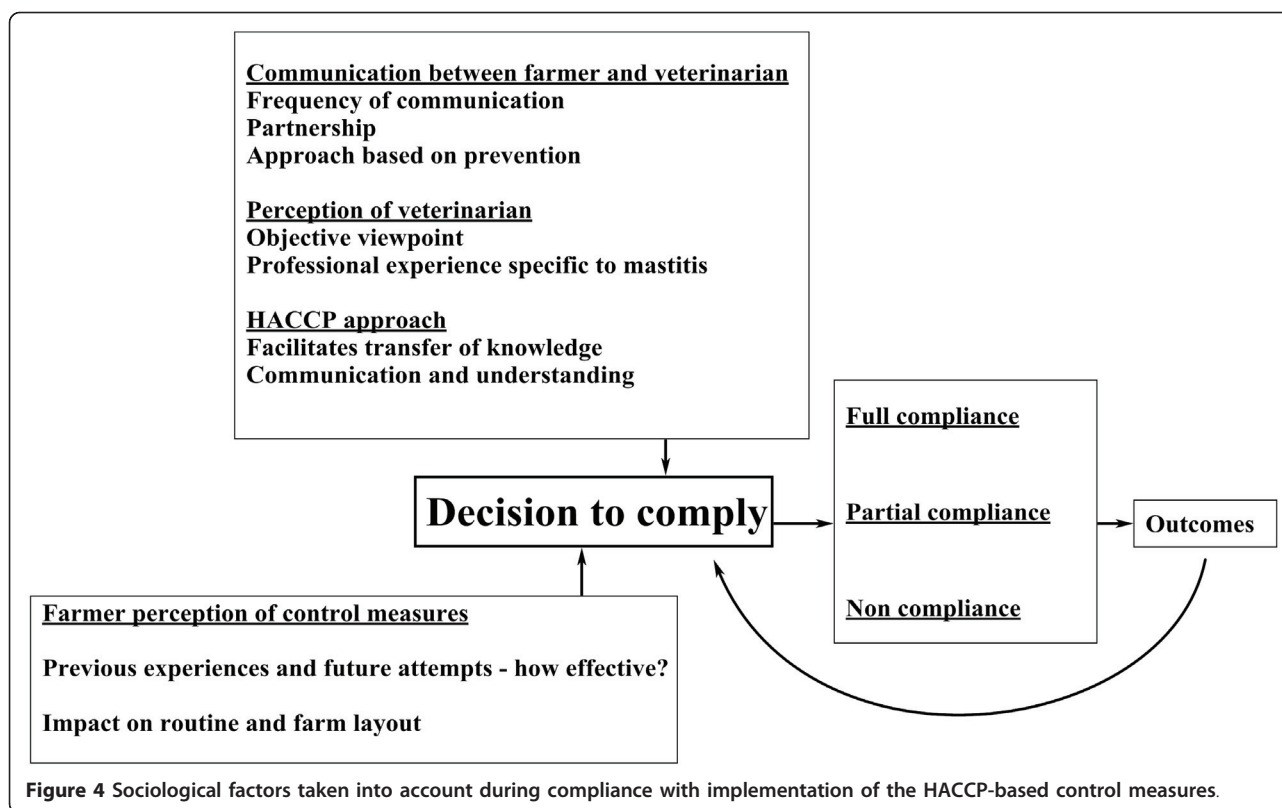 Communication between farmer and veterinarian
Frequency of communication
Partnership
Approach based on prevention
Perception of veterinarian
Objective viewpoint
Professional experience specific to mastitis
HACCP approach
Facilitates transfer of knowledge
Communication and understanding
Decision to comply
Full compliance
Partial compliance
Non compliance
Outcomes
Farmer perception of control measures
Previous experiences and future attempts - how effective?
Impact on routine and farm layout
Figure 4 Sociological factors taken into account during compliance with implementation of the HACCP-based control measures.